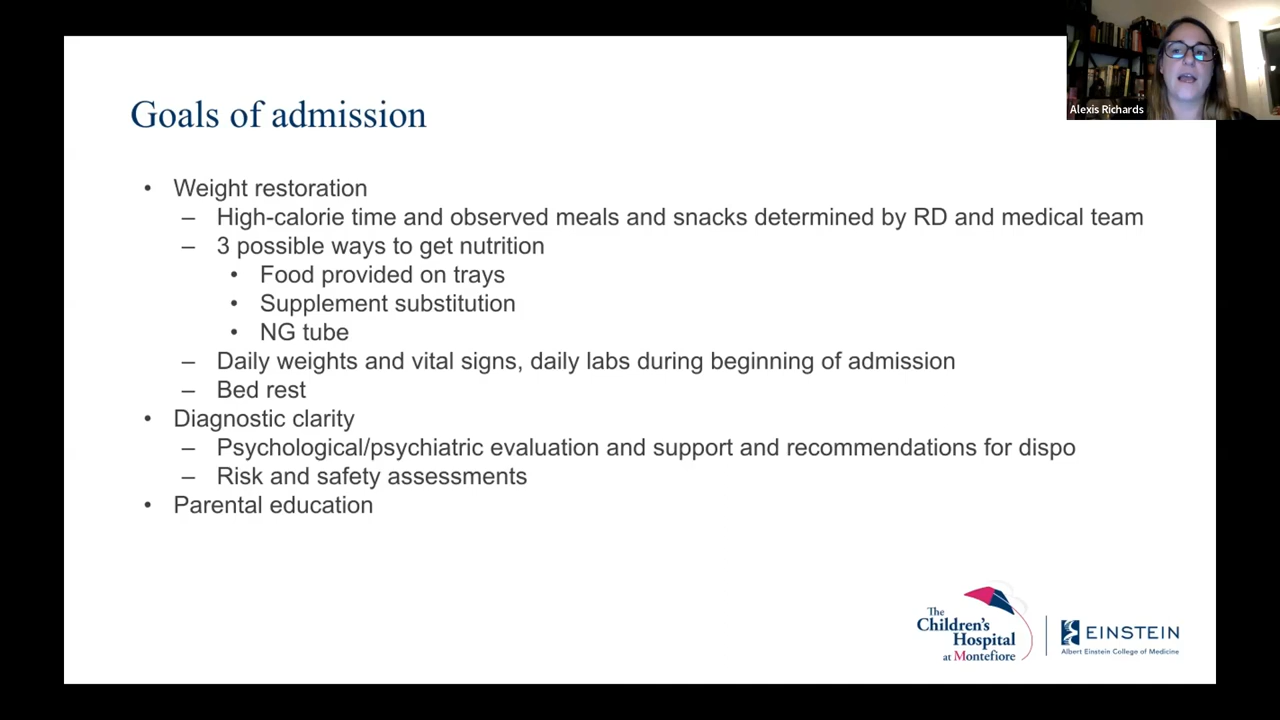 Alexis Richards
Goals of admission
• Weight restoration
– High-calorie time and observed meals and snacks determined by RD and medical team
– 3 possible ways to get nutrition
• Food provided on trays
• Supplement substitution
• NG tube
– Daily weights and vital signs, daily labs during beginning of admission
– Bed rest
• Diagnostic clarity
– Psychological/psychiatric evaluation and support and recommendations for dispo
– Risk and safety assessments
• Parental education
The
Children's
Hospital
at Montefiore
EINSTEIN
Albert Einstein College of Medicine